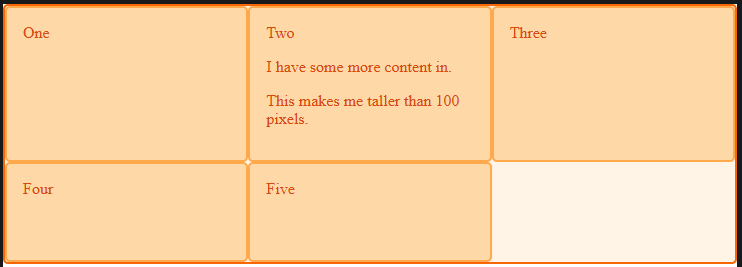 One
Two
I have some more content in.
This makes me taller than 100
pixels.
Three
Four
Five